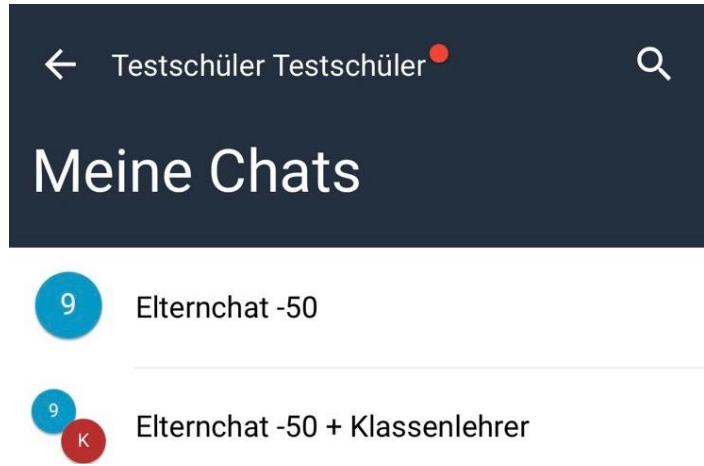 Testschüler Testschüler
Meine Chats
9
Elternchat -50
9
K
Elternchat -50 + Klassenlehrer